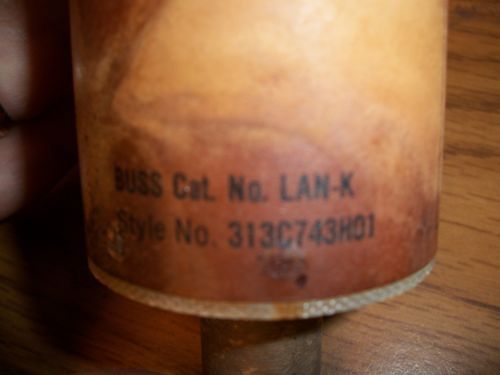 BUSS Cat. No. LAN-K
Style No. 313C743H01